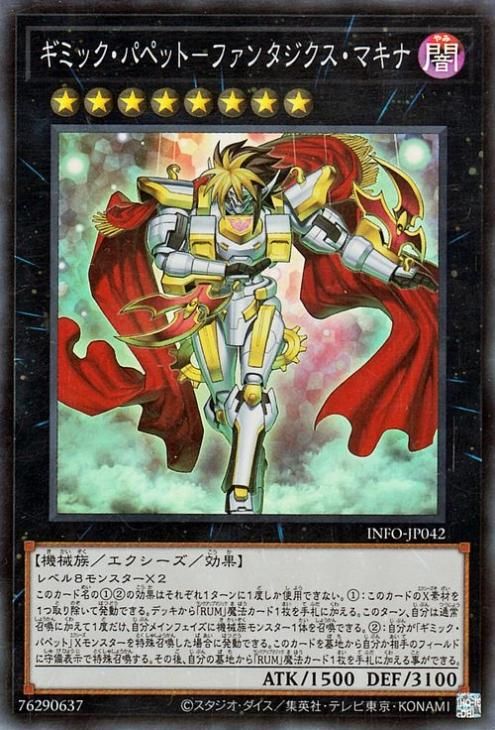 ギミック・パペット－ファンタジクス・マキナ
闇
INFO-JP042
【機械族／エクシーズ／効果】
レベル8モンスター×2
このカード名の①②の効果はそれぞれ1ターンに1度しか使用できない。①：このカードのX素材を
1つ取り除いて発動できる。デッキから「RUM」魔法カード1枚を手札に加える。このターン、自分は通常
召喚に加えて1度だけ、自分メインフェイズに機械族モンスター1体を召喚できる。②：自分が「ギミック・
パペット」Xモンスターを特殊召喚した場合に発動できる。このカードを墓地から自分か相手のフィールド
に守備表示で特殊召喚する。その後、自分の墓地から「RUM」魔法カード1枚を手札に加える事ができる。
ATK/1500 DEF/3100
76290637 ©スタジオ・ダイス/集英社・テレビ東京・KONAMI